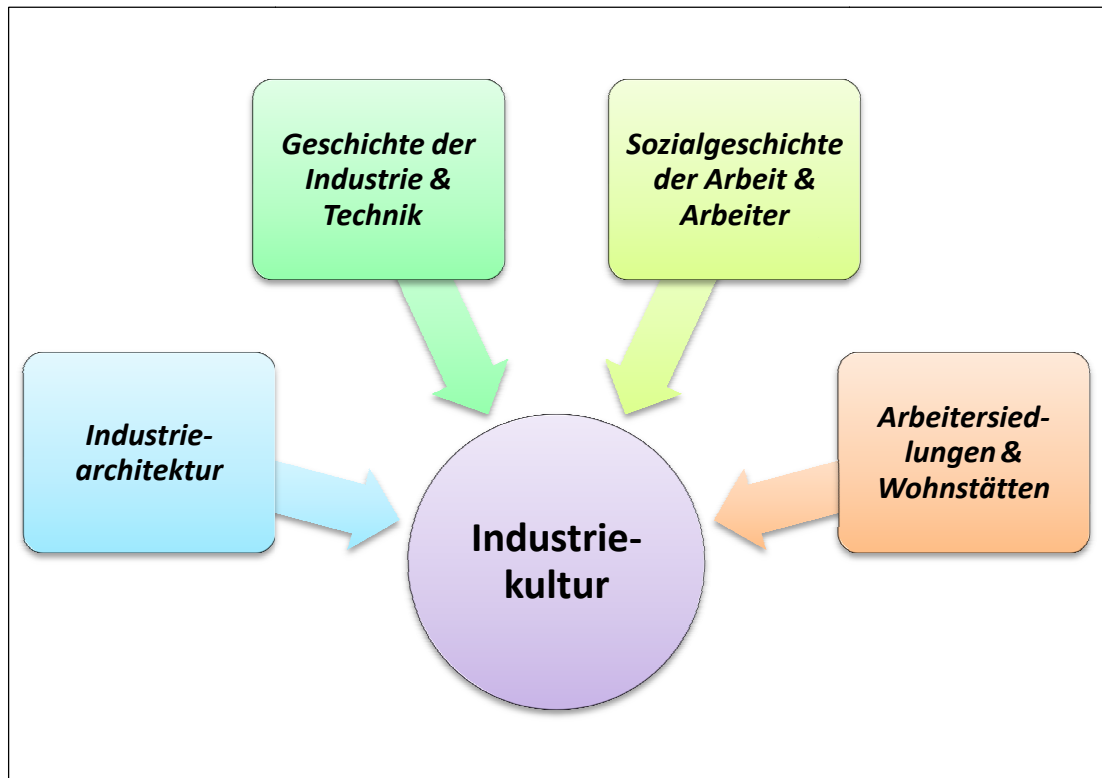 Geschichte der
Industrie &
Technik
Sozialgeschichte
der Arbeit &
Arbeiter
Industrie-
architektur
Arbeitersied-
lungen &
Wohnstätten
Industrie-
kultur